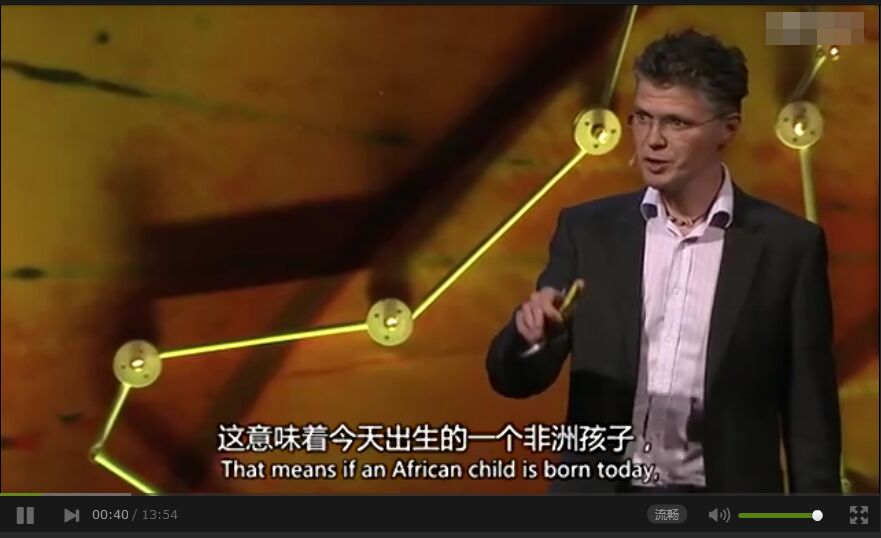 这意味着今天出生的一个非洲孩子，
That means if an African child is born today,
00:40 / 13:54
流畅